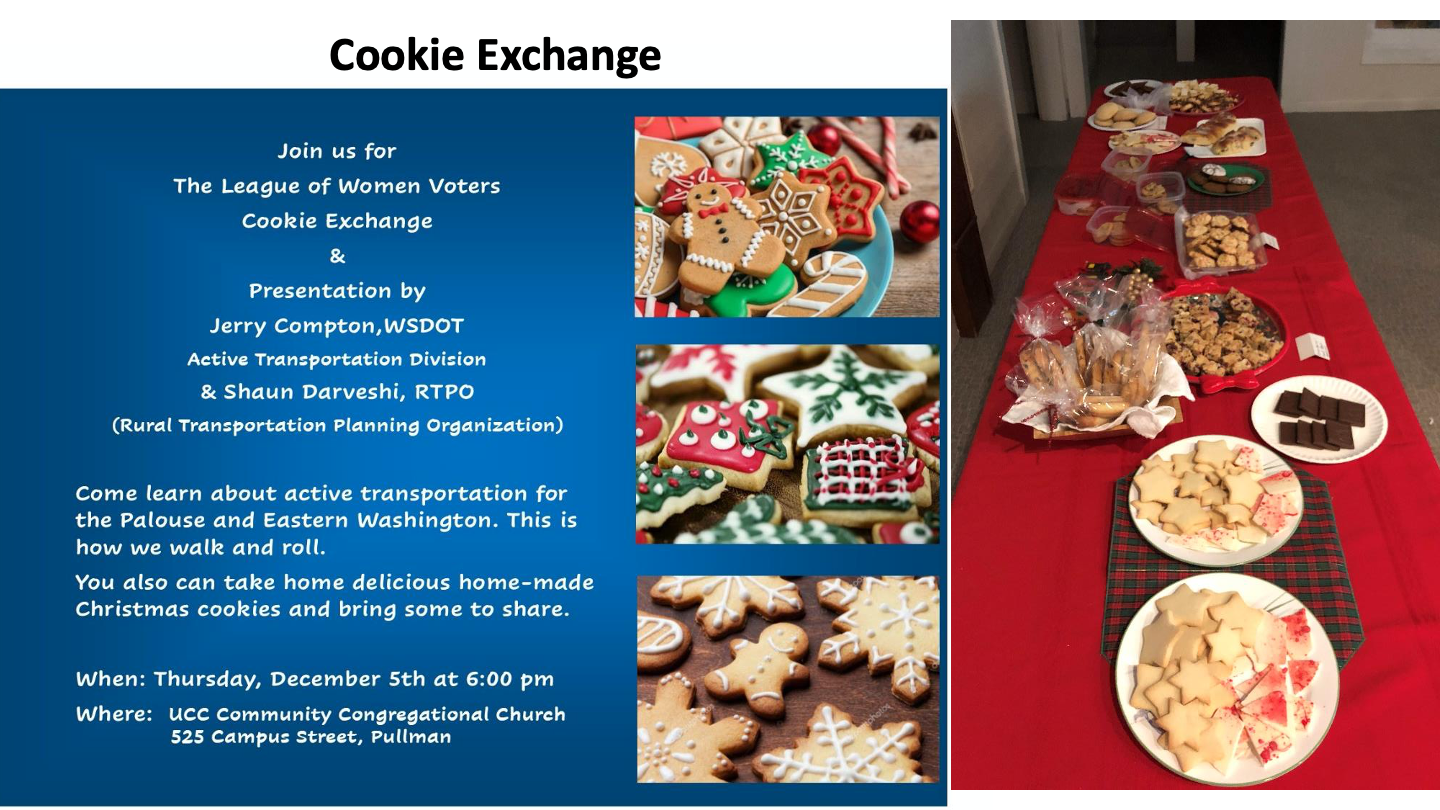 Cookie Exchange
Join us for
The League of Women Voters
Cookie Exchange
&
Presentation by
Jerry Compton,WSDOT
Active Transportation Division
& Shaun Darveshi, RTPO
(Rural Transportation Planning Organization)
Come learn about active transportation for
the Palouse and Eastern Washington. This is
how we walk and roll.
You also can take home delicious home-made
Christmas cookies and bring some to share.
When: Thursday, December 5th at 6:00 pm
Where: UCC Community Congregational Church
525 Campus Street, Pullman